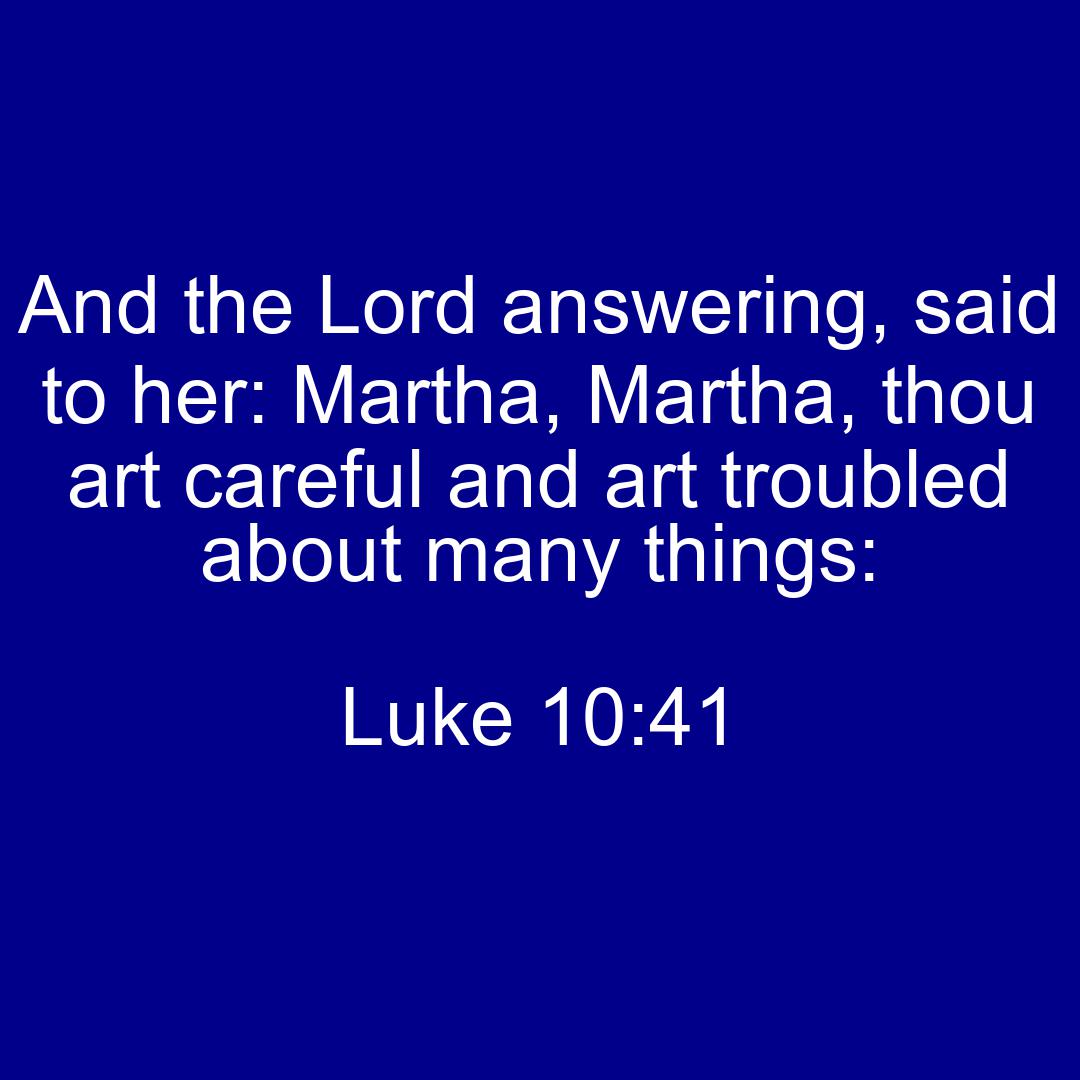 And the Lord answering, said
to her: Martha, Martha, thou
art careful and art troubled
about many things:
Luke 10:41